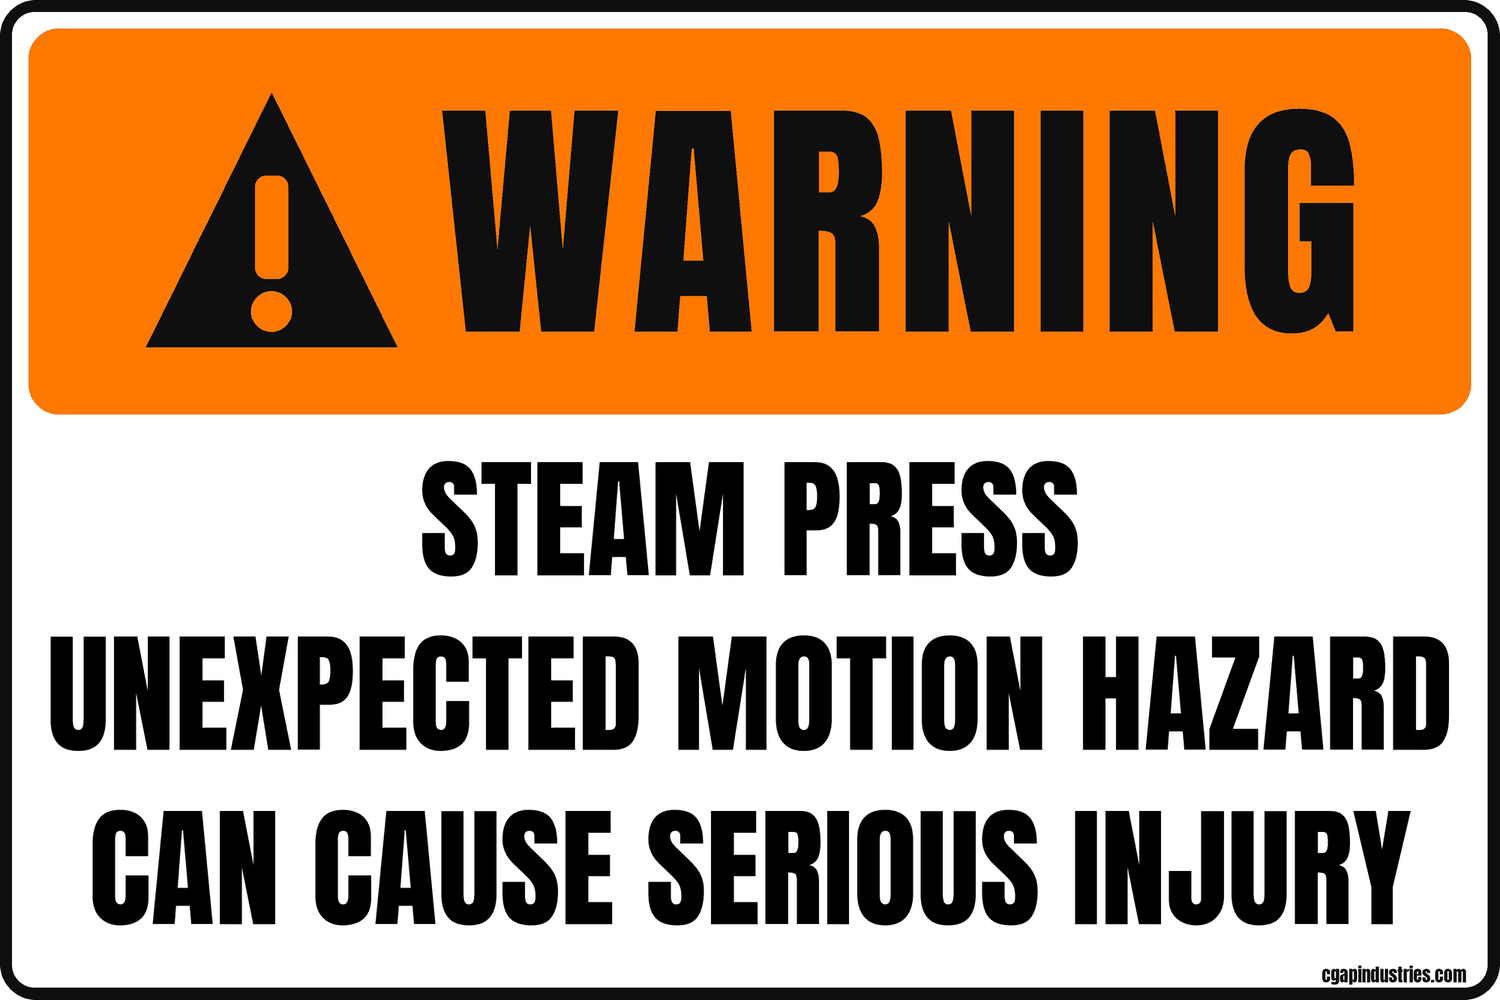 WARNING
STEAM PRESS
UNEXPECTED MOTION HAZARD
CAN CAUSE SERIOUS INJURY
cgapindustries.com